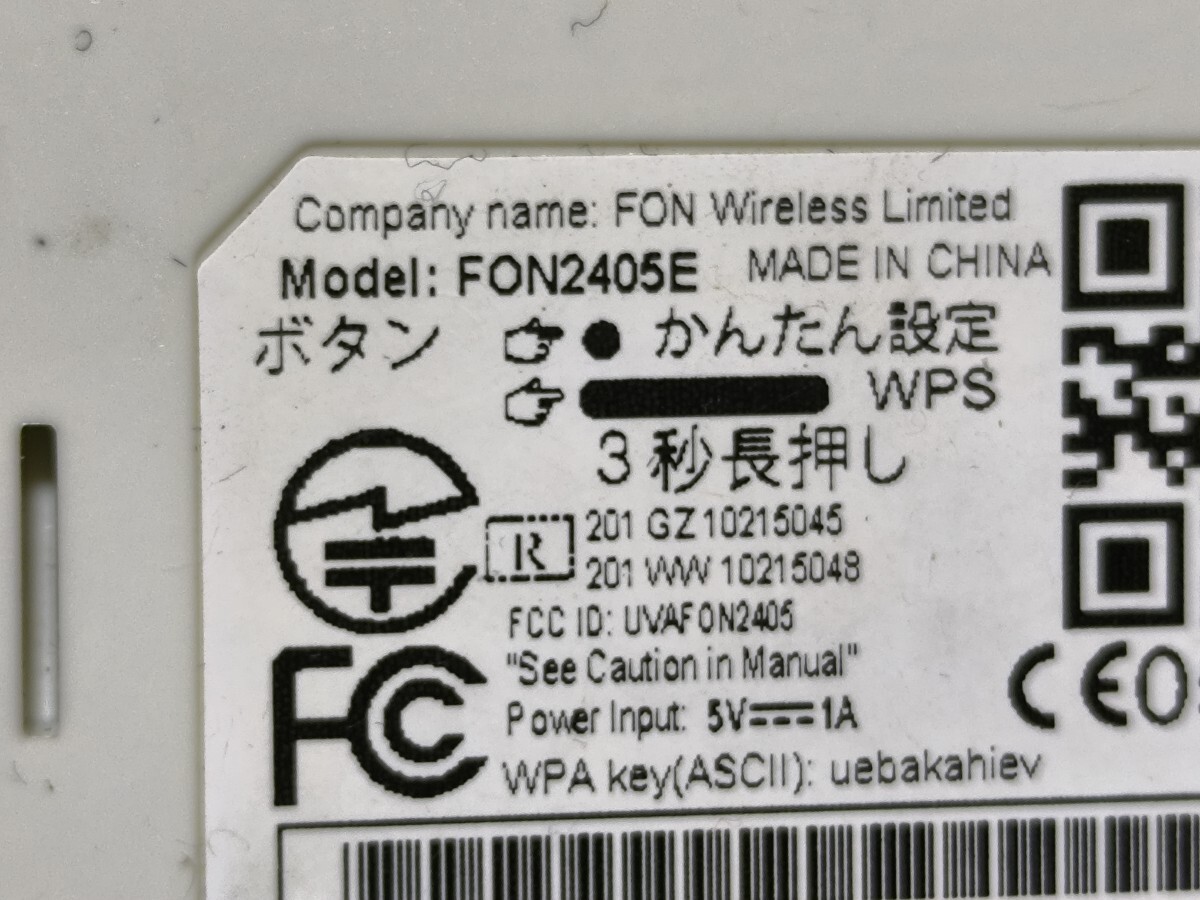 Company name: FON Wireless Limited
Model: FON2405E MADE IN CHINA
ボタン ☞ ● かんたん設定
☞ WPS
3秒長押し
R 201 GZ 10215045
201 WW 10215048
FCC ID: UVAFON2405
FC "See Caution in Manual"
CE0
Power Input: 5V⎓1A
WPA key(ASCII): uebakahiev